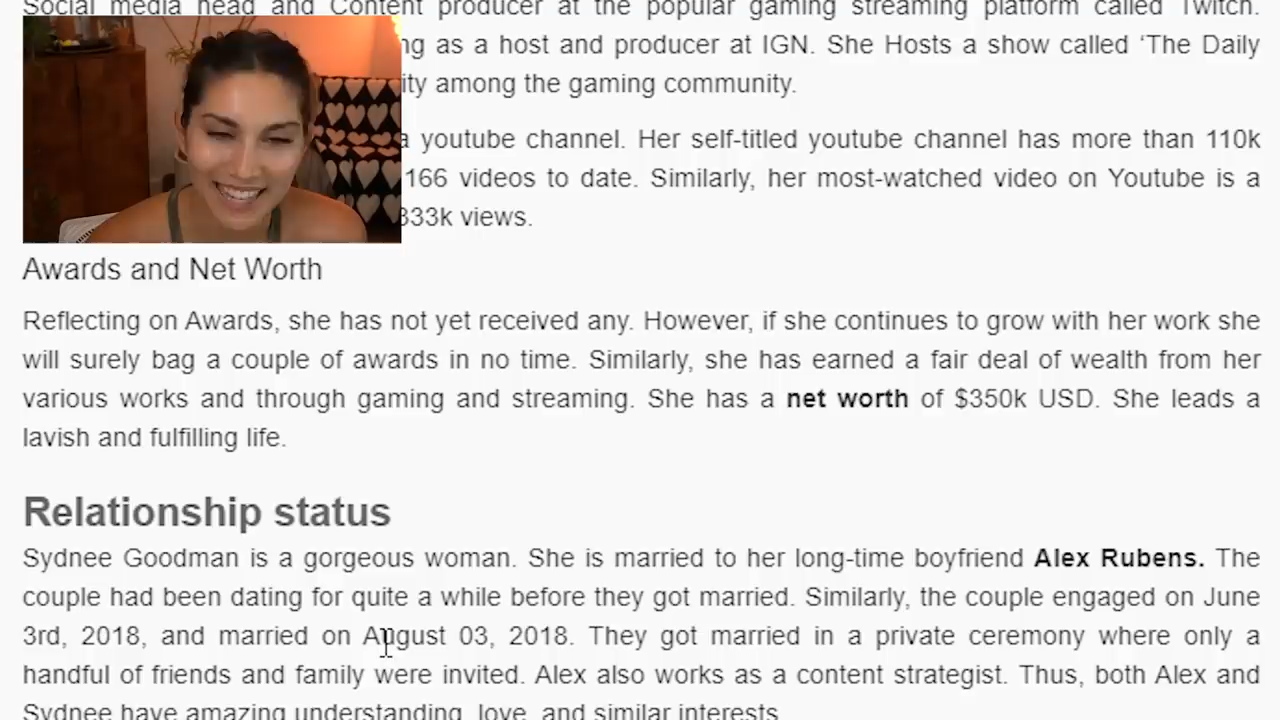 Social media head and Content producer at the popular gaming streaming platform called Twitch.
ng as a host and producer at IGN. She Hosts a show called ‘The Daily
ity among the gaming community.
a youtube channel. Her self-titled youtube channel has more than 110k
166 videos to date. Similarly, her most-watched video on Youtube is a
333k views.
Awards and Net Worth
Reflecting on Awards, she has not yet received any. However, if she continues to grow with her work she
will surely bag a couple of awards in no time. Similarly, she has earned a fair deal of wealth from her
various works and through gaming and streaming. She has a net worth of $350k USD. She leads a
lavish and fulfilling life.
Relationship status
Sydnee Goodman is a gorgeous woman. She is married to her long-time boyfriend Alex Rubens. The
couple had been dating for quite a while before they got married. Similarly, the couple engaged on June
3rd, 2018, and married on August 03, 2018. They got married in a private ceremony where only a
handful of friends and family were invited. Alex also works as a content strategist. Thus, both Alex and
Sydnee have amazing understanding, love, and similar interests.